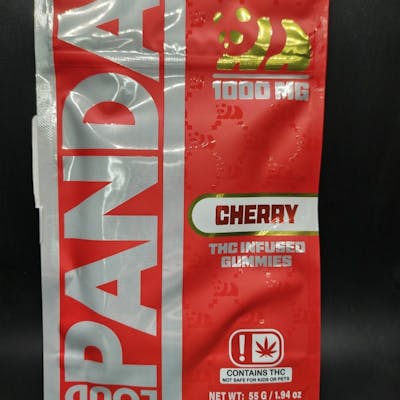 PANDA
1000 MG
CHERRY
THC INFUSED
GUMMIES
!
CONTAINS THC
NOT SAFE FOR KIDS OR PETS
NET WT: 55 G / 1.94 oz